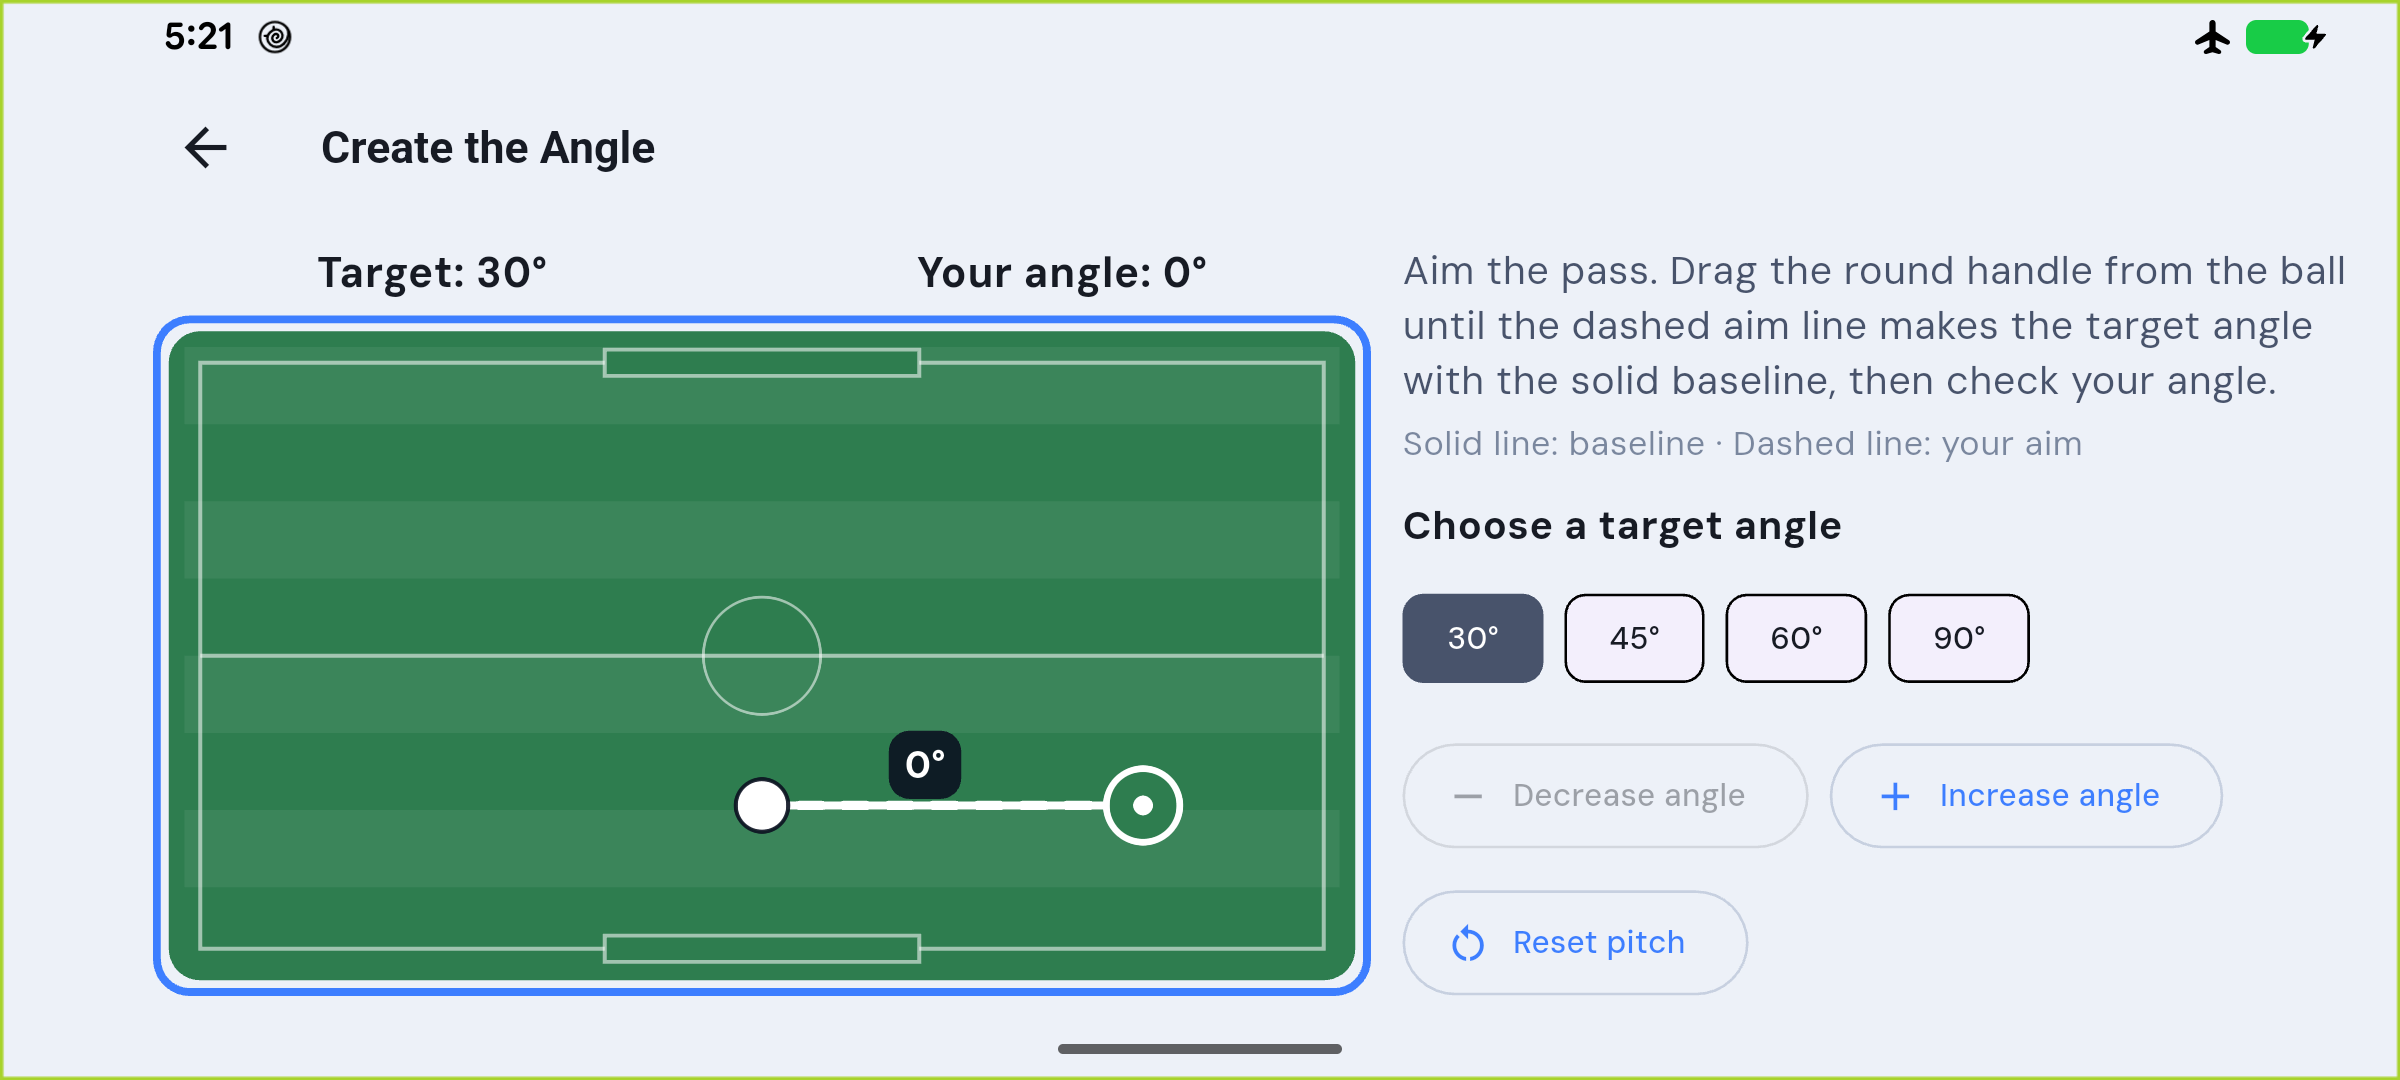 5:21
Create the Angle
Target: 30°
Your angle: 0°
0°
Aim the pass. Drag the round handle from the ball
until the dashed aim line makes the target angle
with the solid baseline, then check your angle.
Solid line: baseline · Dashed line: your aim
Choose a target angle
30°
45°
60°
90°
Decrease angle
Increase angle
Reset pitch